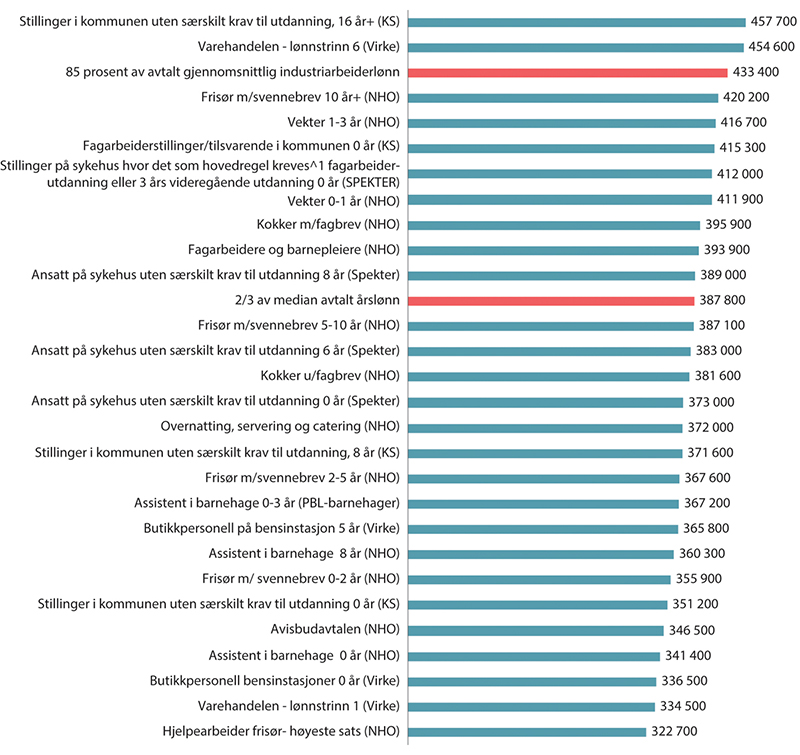 Stillinger i kommunen uten særskilt krav til utdanning, 16 år+ (KS) 457 700
Varehandelen - lønnstrinn 6 (Virke) 454 600
85 prosent av avtalt gjennomsnittlig industriarbeiderlønn 433 400
Frisør m/svennebrev 10 år+ (NHO) 420 200
Vekter 1-3 år (NHO) 416 700
Fagarbeiderstillinger/tilsvarende i kommunen 0 år (KS) 415 300
Stillinger på sykehus hvor det som hovedregel kreves^1 fagarbeider-
utdanning eller 3 års videregående utdanning 0 år (SPEKTER) 412 000
Vekter 0-1 år (NHO) 411 900
Kokker m/fagbrev (NHO) 395 900
Fagarbeidere og barnepleiere (NHO) 393 900
Ansatt på sykehus uten særskilt krav til utdanning 8 år (Spekter) 389 000
2/3 av median avtalt årslønn 387 800
Frisør m/svennebrev 5-10 år (NHO) 387 100
Ansatt på sykehus uten særskilt krav til utdanning 6 år (Spekter) 383 000
Kokker u/fagbrev (NHO) 381 600
Ansatt på sykehus uten særskilt krav til utdanning 0 år (Spekter) 373 000
Overnatting, servering og catering (NHO) 372 000
Stillinger i kommunen uten særskilt krav til utdanning, 8 år (KS) 371 600
Frisør m/svennebrev 2-5 år (NHO) 367 600
Assistent i barnehage 0-3 år (PBL-barnehager) 367 200
Butikkpersonell på bensinstasjon 5 år (Virke) 365 800
Assistent i barnehage 8 år (NHO) 360 300
Frisør m/ svennebrev 0-2 år (NHO) 355 900
Stillinger i kommunen uten særskilt krav til utdanning 0 år (KS) 351 200
Avisbudavtalen (NHO) 346 500
Assistent i barnehage 0 år (NHO) 341 400
Butikkpersonell bensinstasjoner 0 år (Virke) 336 500
Varehandelen - lønnstrinn 1 (Virke) 334 500
Hjelpearbeider frisør- høyeste sats (NHO) 322 700